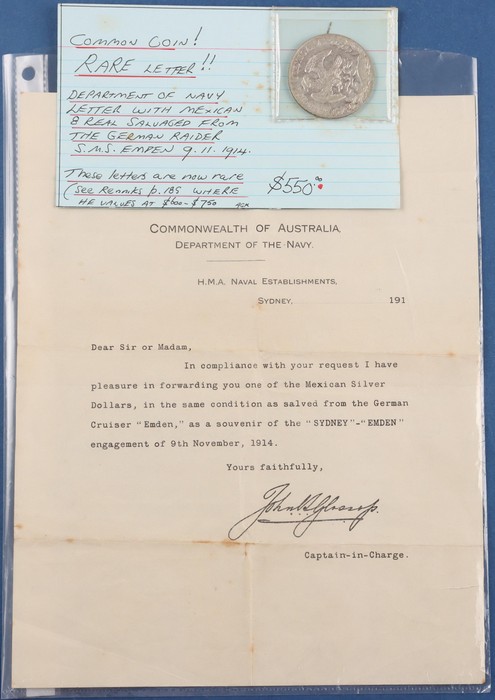 COMMON COIN!
RARE LETTER!!
DEPARTMENT OF NAVY
LETTER WITH MEXICAN
8 REAL SALVAGED FROM
THE GERMAN RAIDER
S.M.S. EMDEN 9.11.1914.
These letters are now rare
(see Renniks p.185 WHERE
HE VALUES AT $600-$750
$550.00
COMMONWEALTH OF AUSTRALIA,
DEPARTMENT OF THE NAVY.
H.M.A. NAVAL ESTABLISHMENTS,
SYDNEY, 191
Dear Sir or Madam,
In compliance with your request I have
pleasure in forwarding you one of the Mexican Silver
Dollars, in the same condition as salved from the German
Cruiser "Emden," as a souvenir of the "SYDNEY"-"EMDEN"
engagement of 9th November, 1914.
Yours faithfully,
Captain-in-Charge.